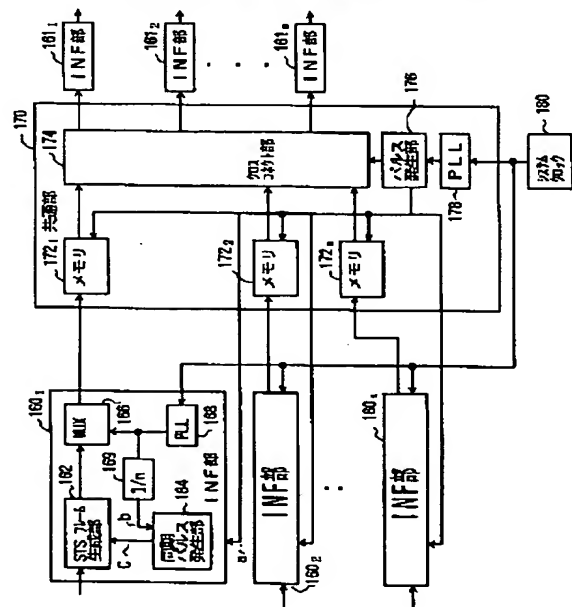 161₁
INF部
161₂
INF部
161ₙ
INF部
170
174
クロス
コネクト部
176
パルス
発生部
178
PLL
180
システム
クロック
共通部
172₁
メモリ
172₂
メモリ
172ₙ
メモリ
160₁
162
STS フレーム
生成部
166
MUX
168
PLL
169
1/n
184
同期
パルス
発生部
INF部
a
b
c
160₂
INF部
160ₙ
INF部